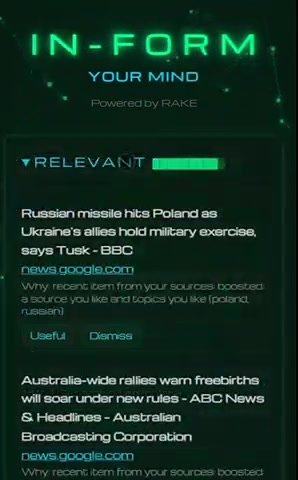 IN-FORM
YOUR MIND
Powered by RAKE
▼RELEVANT
Russian missile hits Poland as
Ukraine's allies hold military exercise,
says Tusk - BBC
news.google.com
Why: recent item from your sources; boosted:
a source you like and topics you like (poland,
russian)
Useful Dismiss
Australia-wide rallies warn freebirths
will soar under new rules - ABC News
& Headlines - Australian
Broadcasting Corporation
news.google.com
Why: recent item from your sources; boosted: